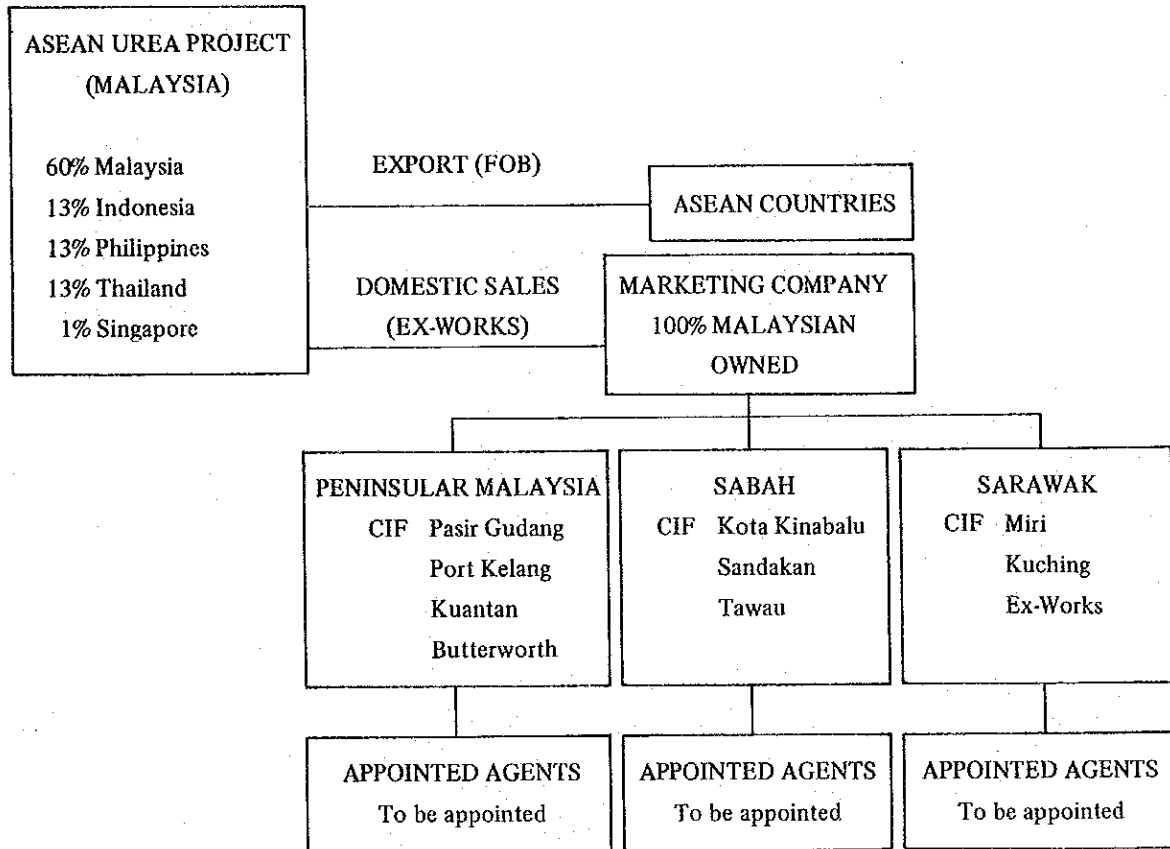 ASEAN UREA PROJECT
(MALAYSIA)
60% Malaysia
13% Indonesia
13% Philippines
13% Thailand
1% Singapore
EXPORT (FOB)
ASEAN COUNTRIES
DOMESTIC SALES
(EX-WORKS)
MARKETING COMPANY
100% MALAYSIAN
OWNED
PENINSULAR MALAYSIA
CIF Pasir Gudang
Port Kelang
Kuantan
Butterworth
SABAH
CIF Kota Kinabalu
Sandakan
Tawau
SARAWAK
CIF Miri
Kuching
Ex-Works
APPOINTED AGENTS
To be appointed
APPOINTED AGENTS
To be appointed
APPOINTED AGENTS
To be appointed